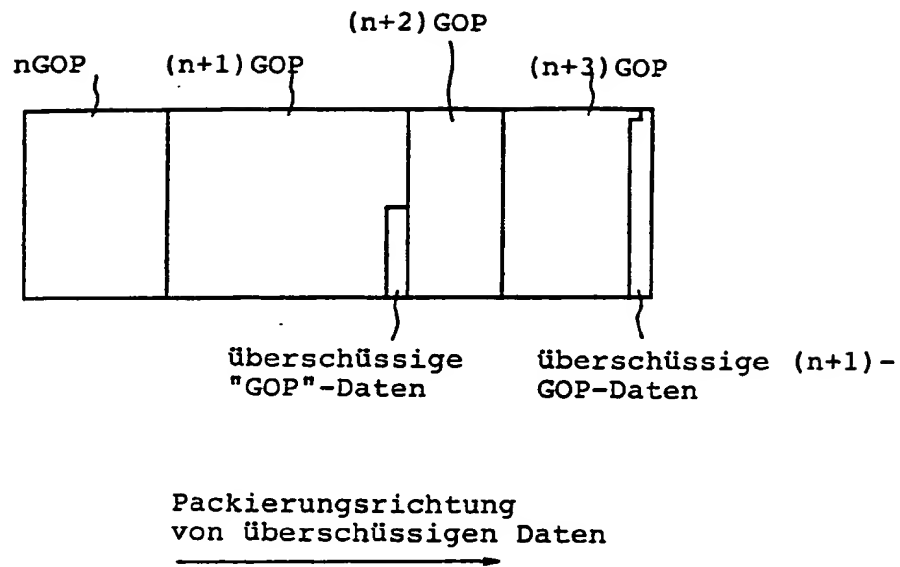 (n+2)GOP
nGOP (n+1)GOP (n+3)GOP
überschüssige
"GOP"-Daten
überschüssige (n+1)-
GOP-Daten
Packierungsrichtung
von überschüssigen Daten